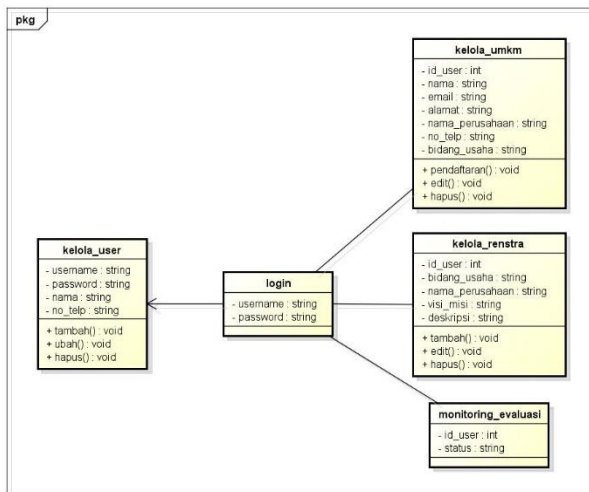 pkg
kelola_umkm
- id_user : int
- nama : string
- email : string
- alamat : string
- nama_perusahaan : string
- no_telp : string
- bidang_usaha : string
+ pendaftaran() : void
+ edit() : void
+ hapus() : void
kelola_user
- username : string
- password : string
- nama : string
- no_telp : string
+ tambah() : void
+ ubah() : void
+ hapus() : void
login
- username : string
- password : string
kelola_renstra
- id_user : int
- bidang_usaha : string
- nama_perusahaan : string
- visi_misi : string
- deskripsi : string
+ tambah() : void
+ edit() : void
+ hapus() : void
monitoring_evaluasi
- id_user : int
- status : string